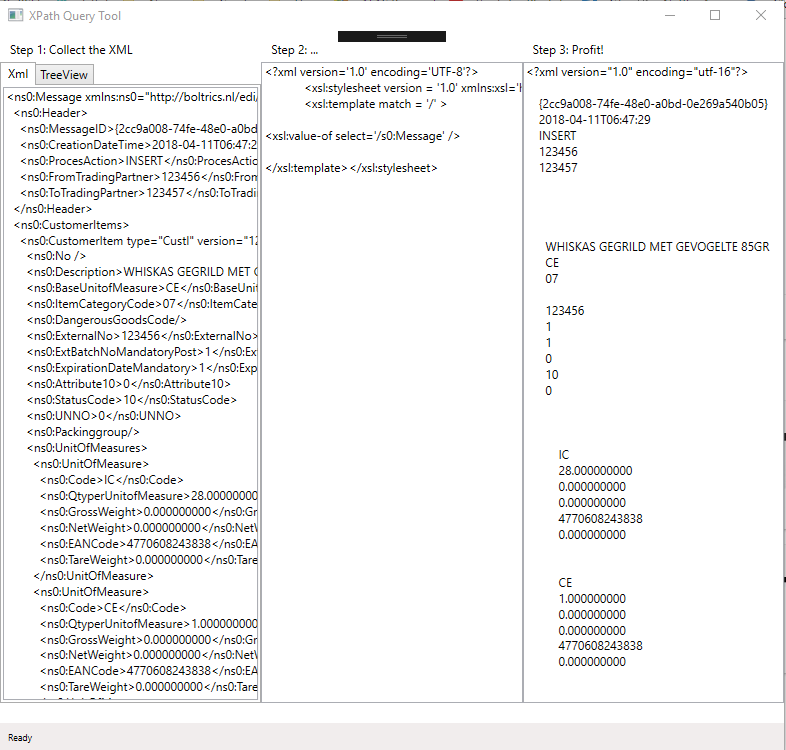 XPath Query Tool
Step 1: Collect the XML
Step 2: ...
Step 3: Profit!
Xml
TreeView
<ns0:Message xmlns:ns0="http://boltrics.nl/edi/
<ns0:Header>
<ns0:MessageID>{2cc9a008-74fe-48e0-a0bd
<ns0:CreationDateTime>2018-04-11T06:47:2
<ns0:ProcesAction>INSERT</ns0:ProcesActic
<ns0:FromTradingPartner>123456</ns0:From
<ns0:ToTradingPartner>123457</ns0:ToTradi
</ns0:Header>
<ns0:CustomerItems>
<ns0:CustomerItem type="CustI" version="12
<ns0:No />
<ns0:Description>WHISKAS GEGRILD MET G
<ns0:BaseUnitofMeasure>CE</ns0:BaseUnit
<ns0:ItemCategoryCode>07</ns0:ItemCate
<ns0:DangerousGoodsCode/>
<ns0:ExternalNo>123456</ns0:ExternalNo>
<ns0:ExtBatchNoMandatoryPost>1</ns0:Ex
<ns0:ExpirationDateMandatory>1</ns0:Exp
<ns0:Attribute10>0</ns0:Attribute10>
<ns0:StatusCode>10</ns0:StatusCode>
<ns0:UNNO>0</ns0:UNNO>
<ns0:Packinggroup/>
<ns0:UnitOfMeasures>
<ns0:UnitOfMeasure>
<ns0:Code>IC</ns0:Code>
<ns0:QtyperUnitofMeasure>28.00000000
<ns0:GrossWeight>0.000000000</ns0:Gr
<ns0:NetWeight>0.000000000</ns0:NetW
<ns0:EANCode>4770608243838</ns0:EA
<ns0:TareWeight>0.000000000</ns0:Tare
</ns0:UnitOfMeasure>
<ns0:UnitOfMeasure>
<ns0:Code>CE</ns0:Code>
<ns0:QtyperUnitofMeasure>1.000000000
<ns0:GrossWeight>0.000000000</ns0:Gr
<ns0:NetWeight>0.000000000</ns0:NetW
<ns0:EANCode>4770608243838</ns0:EA
<ns0:TareWeight>0.000000000</ns0:Tare
<?xml version='1.0' encoding='UTF-8'?>
<xsl:stylesheet version = '1.0' xmlns:xsl='h
<xsl:template match = '/' >
<xsl:value-of select='/s0:Message' />
</xsl:template> </xsl:stylesheet>
<?xml version="1.0" encoding="utf-16"?>
{2cc9a008-74fe-48e0-a0bd-0e269a540b05}
2018-04-11T06:47:29
INSERT
123456
123457
WHISKAS GEGRILD MET GEVOGELTE 85GR
CE
07
123456
1
1
0
10
0
IC
28.000000000
0.000000000
0.000000000
4770608243838
0.000000000
CE
1.000000000
0.000000000
0.000000000
4770608243838
0.000000000
Ready